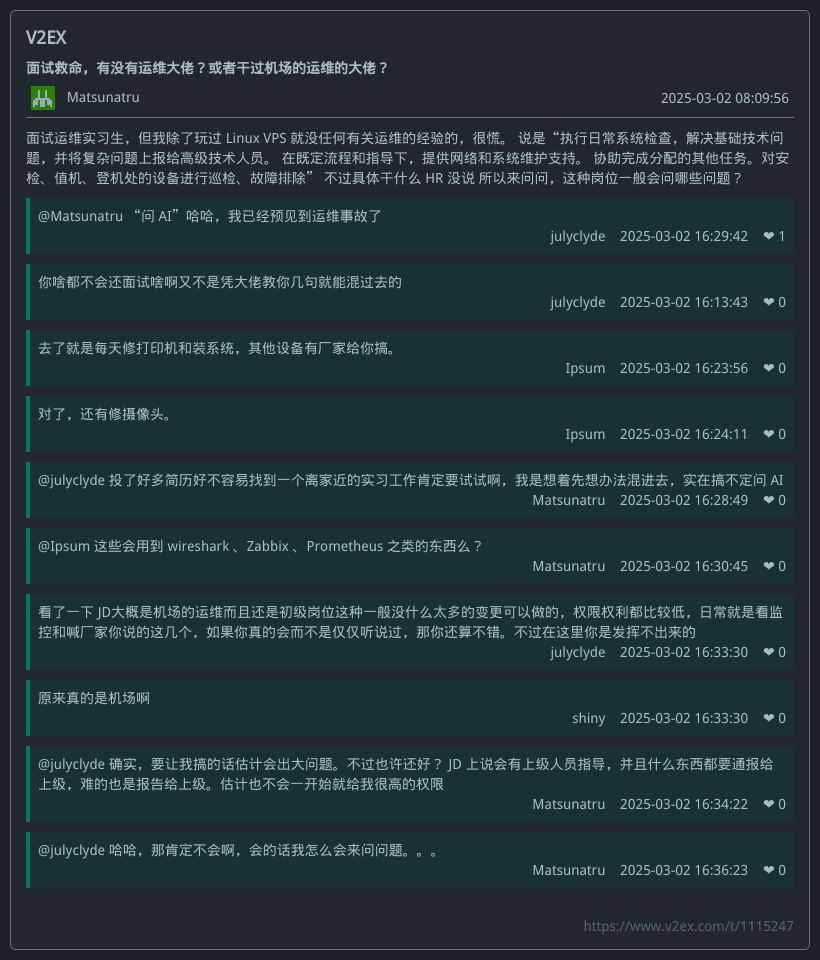 V2EX
面试救命，有没有运维大佬？或者干过机场的运维的大佬？
Matsunatru 2025-03-02 08:09:56
面试运维实习生，但我除了玩过 Linux VPS 就没任何有关运维的经验的，很慌。 说是“执行日常系统检查，解决基础技术问
题，并将复杂问题上报给高级技术人员。 在既定流程和指导下，提供网络和系统维护支持。 协助完成分配的其他任务。对安
检、值机、登机处的设备进行巡检、故障排除” 不过具体干什么 HR 没说 所以来问问，这种岗位一般会问哪些问题？
@Matsunatru “问 AI”哈哈，我已经预见到运维事故了
julyclyde 2025-03-02 16:29:42 ❤ 1
你啥都不会还面试啥啊又不是凭大佬教你几句就能混过去的
julyclyde 2025-03-02 16:13:43 ❤ 0
去了就是每天修打印机和装系统，其他设备有厂家给你搞。
Ipsum 2025-03-02 16:23:56 ❤ 0
对了，还有修摄像头。
Ipsum 2025-03-02 16:24:11 ❤ 0
@julyclyde 投了好多简历好不容易找到一个离家近的实习工作肯定要试试啊，我是想着先想办法混进去，实在搞不定问 AI
Matsunatru 2025-03-02 16:28:49 ❤ 0
@Ipsum 这些会用到 wireshark 、Zabbix 、Prometheus 之类的东西么？
Matsunatru 2025-03-02 16:30:45 ❤ 0
看了一下 JD大概是机场的运维而且还是初级岗位这种一般没什么太多的变更可以做的，权限权利都比较低，日常就是看监
控和喊厂家你说的这几个，如果你真的会而不是仅仅听说过，那你还算不错。不过在这里你是发挥不出来的
julyclyde 2025-03-02 16:33:30 ❤ 0
原来真的是机场啊
shiny 2025-03-02 16:33:30 ❤ 0
@julyclyde 确实，要让我搞的话估计会出大问题。不过也许还好？ JD 上说会有上级人员指导，并且什么东西都要通报给
上级，难的也是报告给上级。估计也不会一开始就给我很高的权限
Matsunatru 2025-03-02 16:34:22 ❤ 0
@julyclyde 哈哈，那肯定不会啊，会的话我怎么会来问问题。。。
Matsunatru 2025-03-02 16:36:23 ❤ 0
https://www.v2ex.com/t/1115247